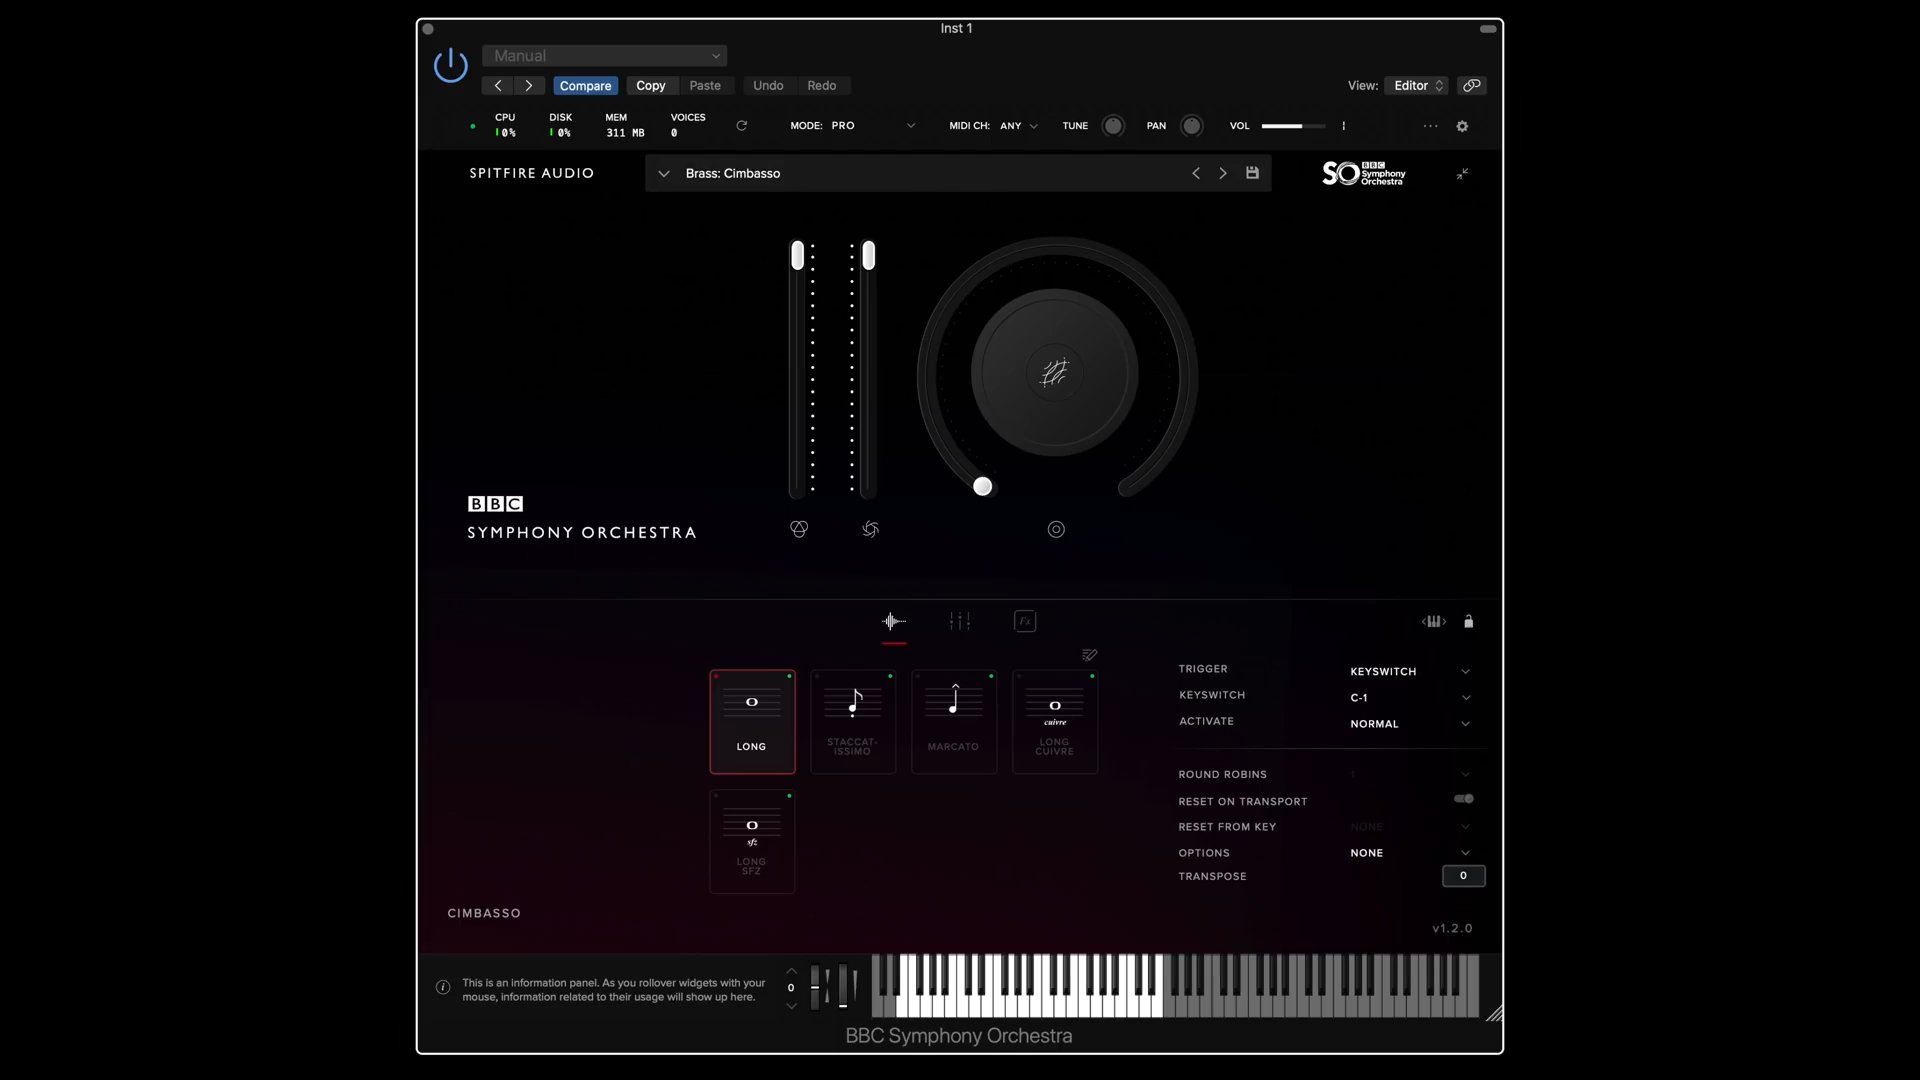 Inst 1
Manual
Compare Copy Paste Undo Redo View: Editor
CPU DISK MEM VOICES
0% 0% 311 MB 0
MODE: PRO MIDI CH: ANY TUNE PAN VOL
SPITFIRE AUDIO Brass: Cimbasso SO BBC Symphony Orchestra
BBC
SYMPHONY ORCHESTRA
Fx
TRIGGER KEYSWITCH
KEYSWITCH C-1
ACTIVATE NORMAL
cuivre
LONG STACCAT-ISSIMO MARCATO LONG CUIVRE
ROUND ROBINS 1
RESET ON TRANSPORT
RESET FROM KEY NONE
OPTIONS NONE
TRANSPOSE 0
sfz
LONG SFZ
CIMBASSO
v1.2.0
This is an information panel. As you rollover widgets with your
mouse, information related to their usage will show up here.
0
BBC Symphony Orchestra